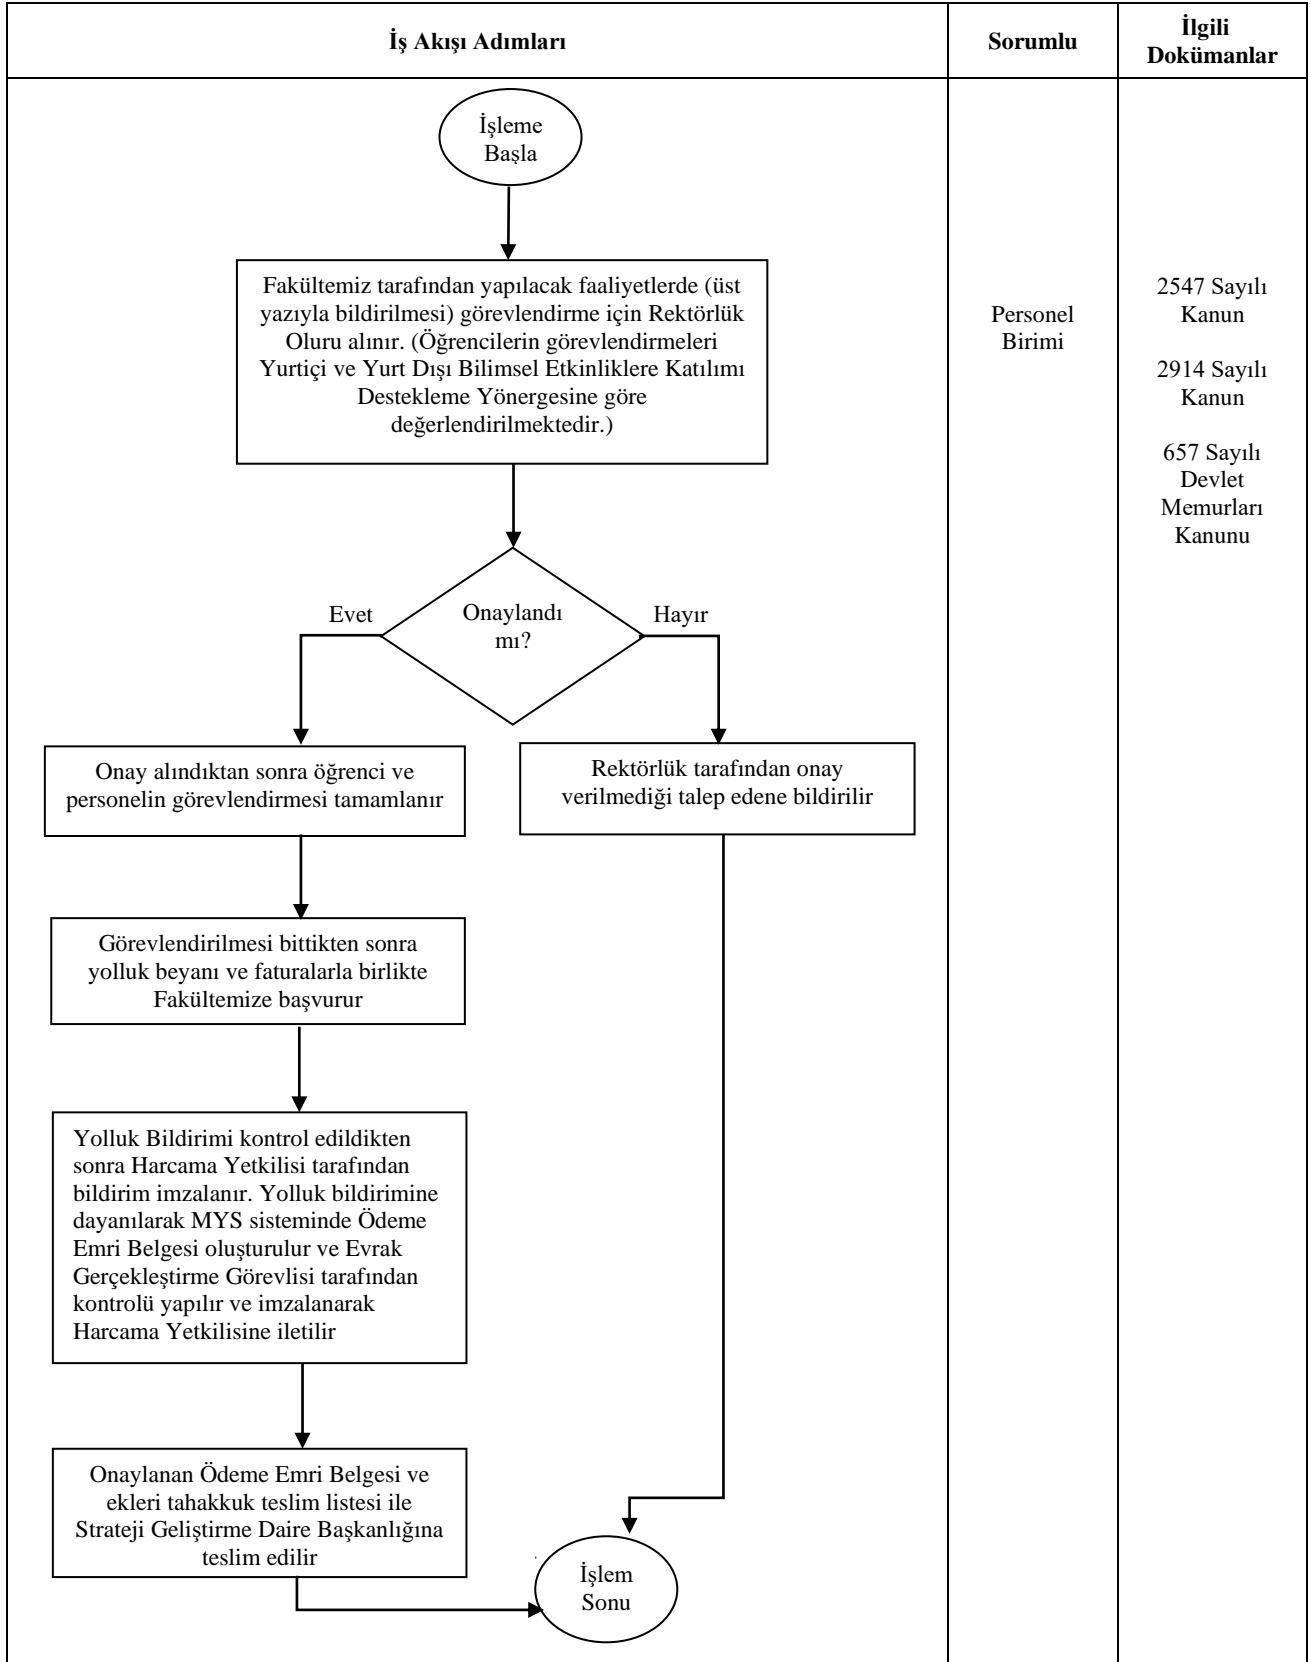 İş Akışı Adımları
Sorumlu
İlgili
Dokümanlar
İşleme
Başla
Fakültemiz tarafından yapılacak faaliyetlerde (üst
yazıyla bildirilmesi) görevlendirme için Rektörlük
Oluru alınır. (Öğrencilerin görevlendirmeleri
Yurtiçi ve Yurt Dışı Bilimsel Etkinliklere Katılımı
Destekleme Yönergesine göre
değerlendirilmektedir.)
Personel
Birimi
2547 Sayılı
Kanun
2914 Sayılı
Kanun
657 Sayılı
Devlet
Memurları
Kanunu
Evet
Onaylandı
mı?
Hayır
Onay alındıktan sonra öğrenci ve
personelin görevlendirmesi tamamlanır
Rektörlük tarafından onay
verilmediği talep edene bildirilir
Görevlendirilmesi bittikten sonra
yolluk beyanı ve faturalarla birlikte
Fakültemize başvurur
Yolluk Bildirimi kontrol edildikten
sonra Harcama Yetkilisi tarafından
bildirim imzalanır. Yolluk bildirimine
dayanılarak MYS sisteminde Ödeme
Emri Belgesi oluşturulur ve Evrak
Gerçekleştirme Görevlisi tarafından
kontrolü yapılır ve imzalanarak
Harcama Yetkilisine iletilir
Onaylanan Ödeme Emri Belgesi ve
ekleri tahakkuk teslim listesi ile
Strateji Geliştirme Daire Başkanlığına
teslim edilir
İşlem
Sonu